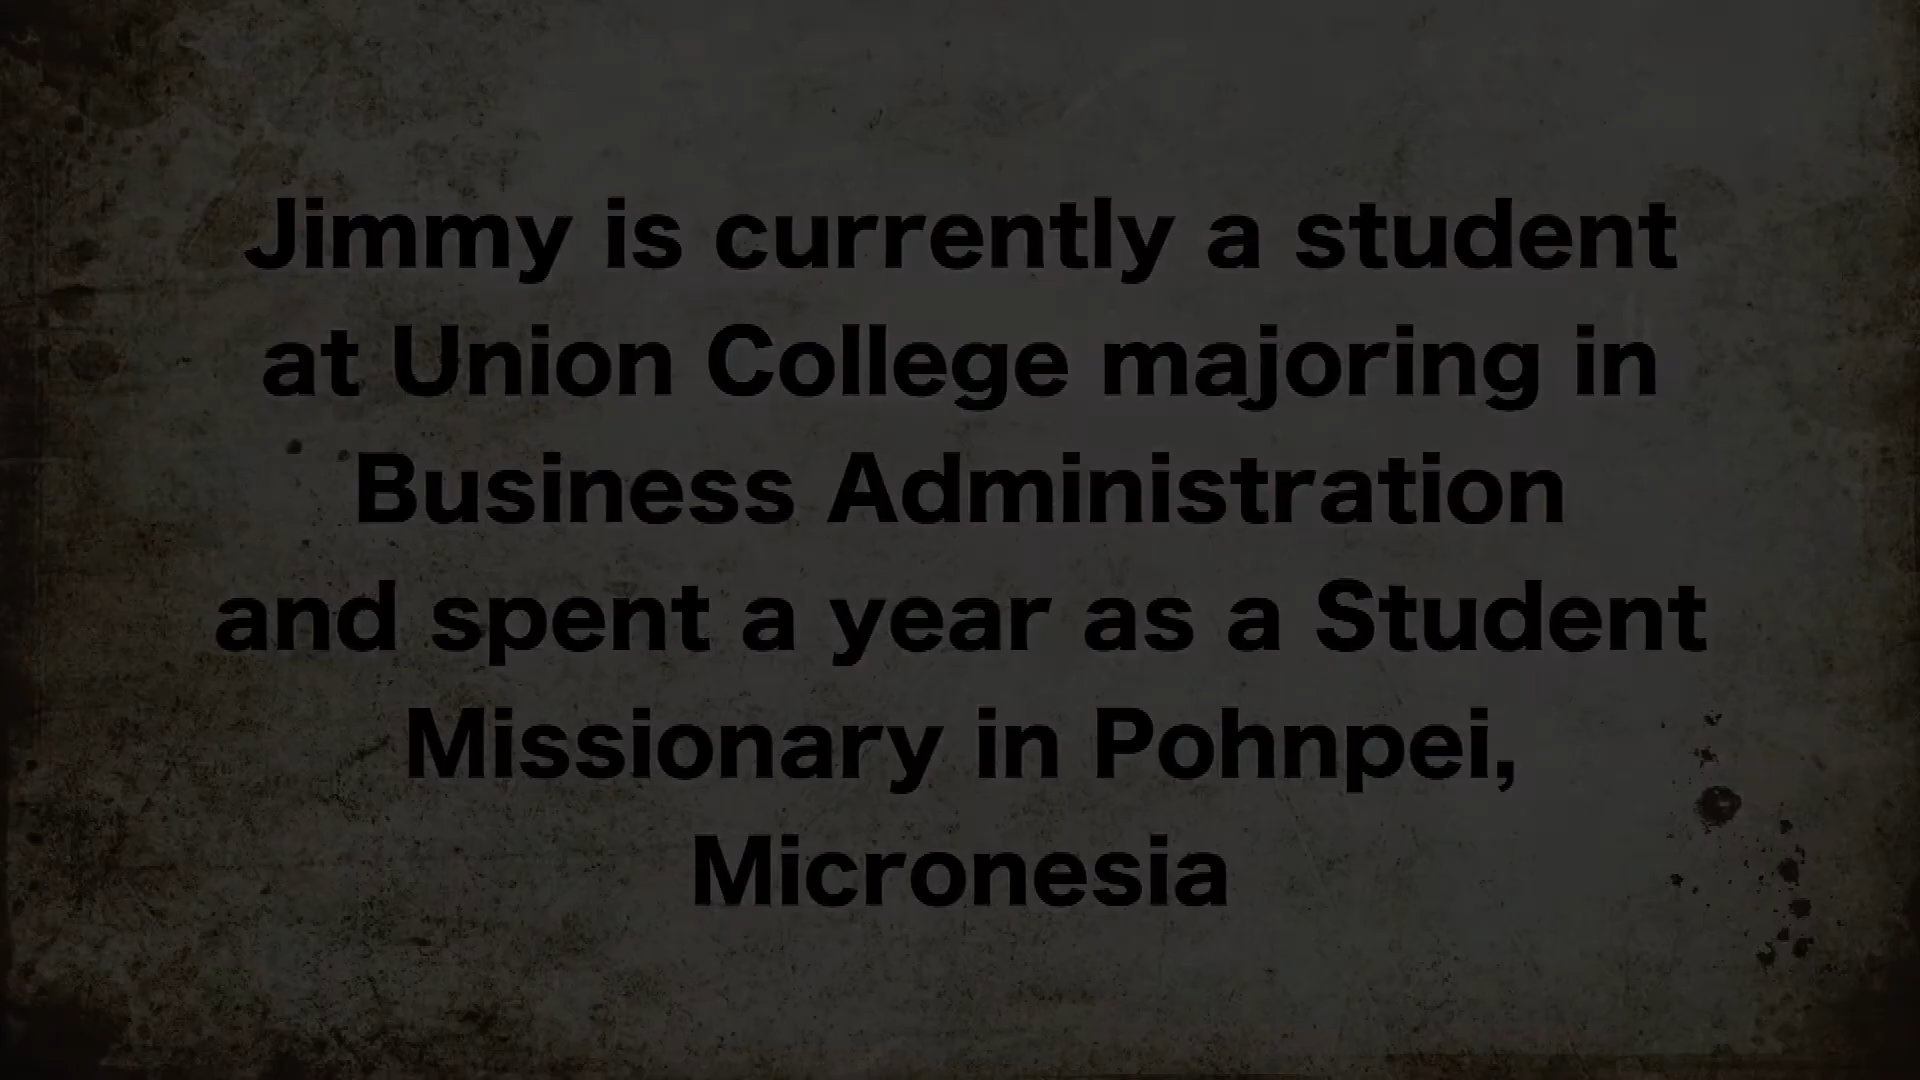 Jimmy is currently a student
at Union College majoring in
Business Administration
and spent a year as a Student
Missionary in Pohnpei,
Micronesia